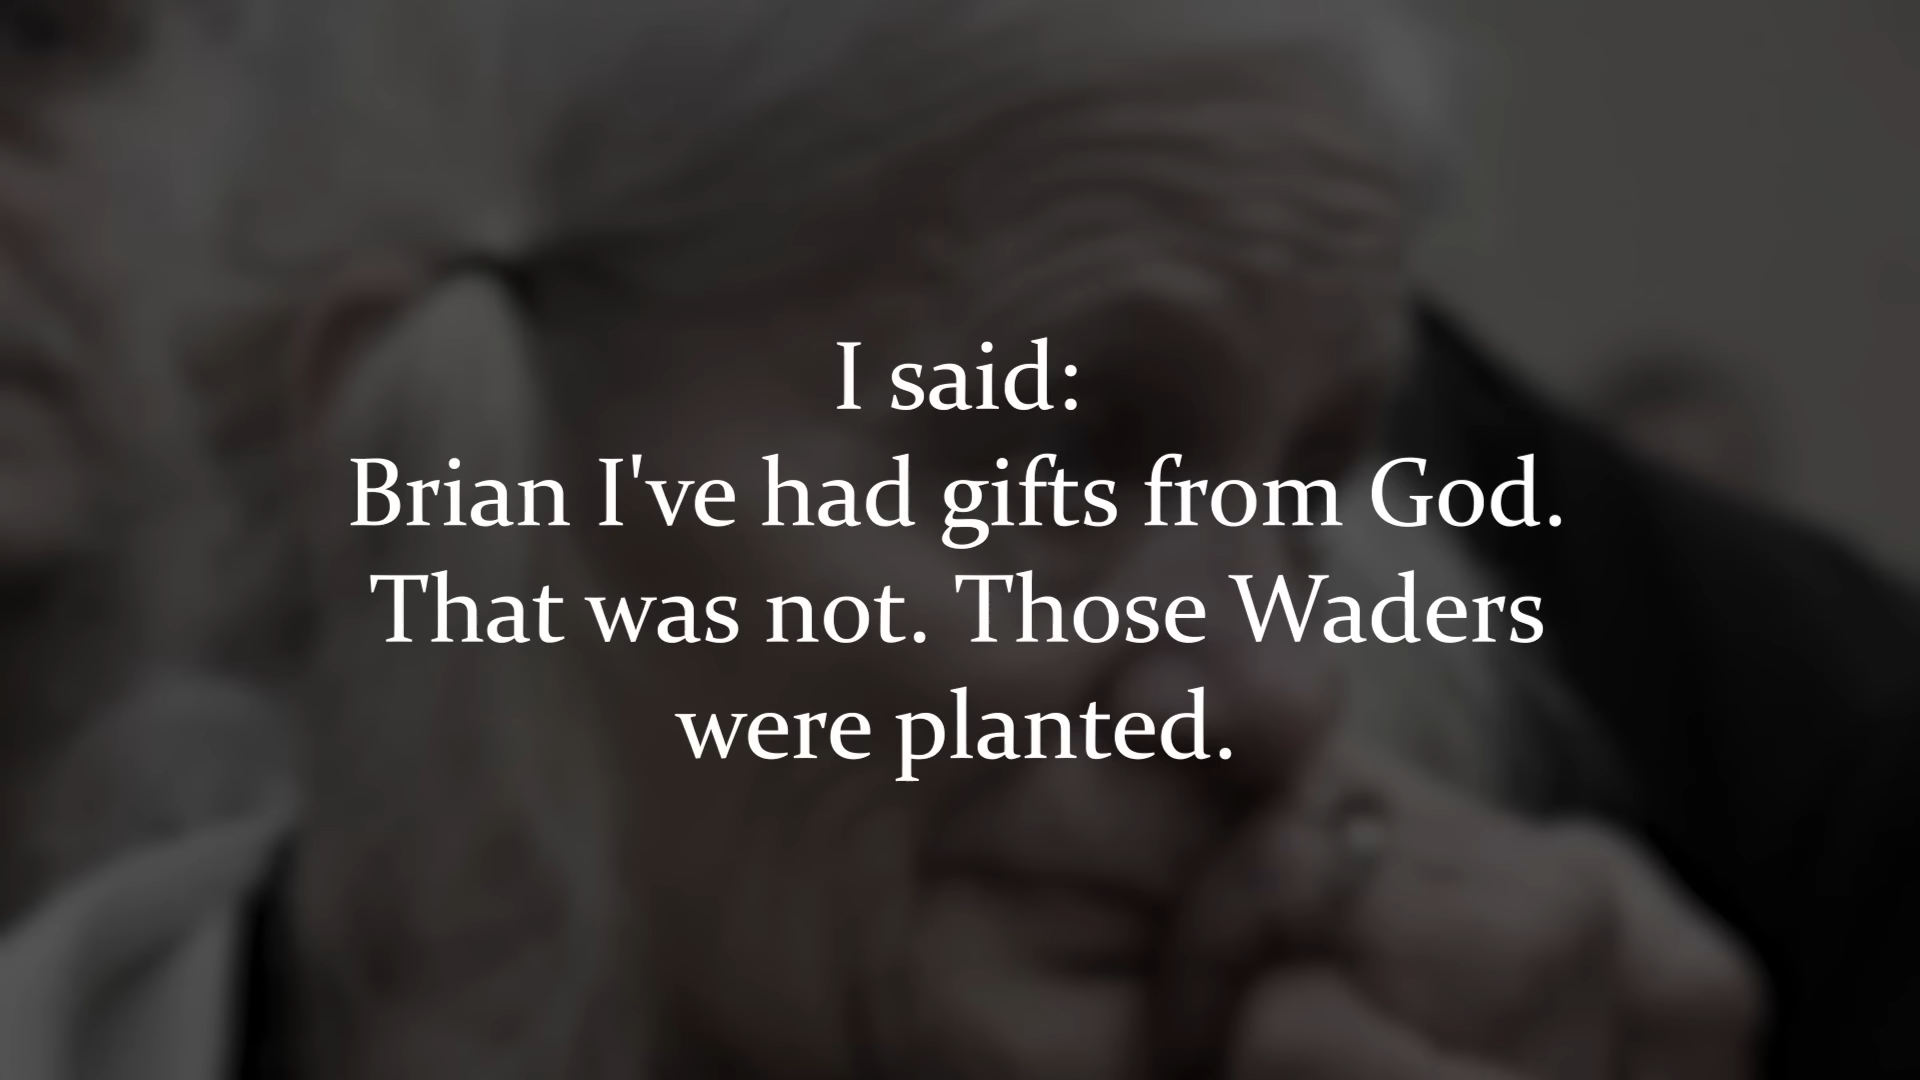 I said:
Brian I've had gifts from God.
That was not. Those Waders
were planted.